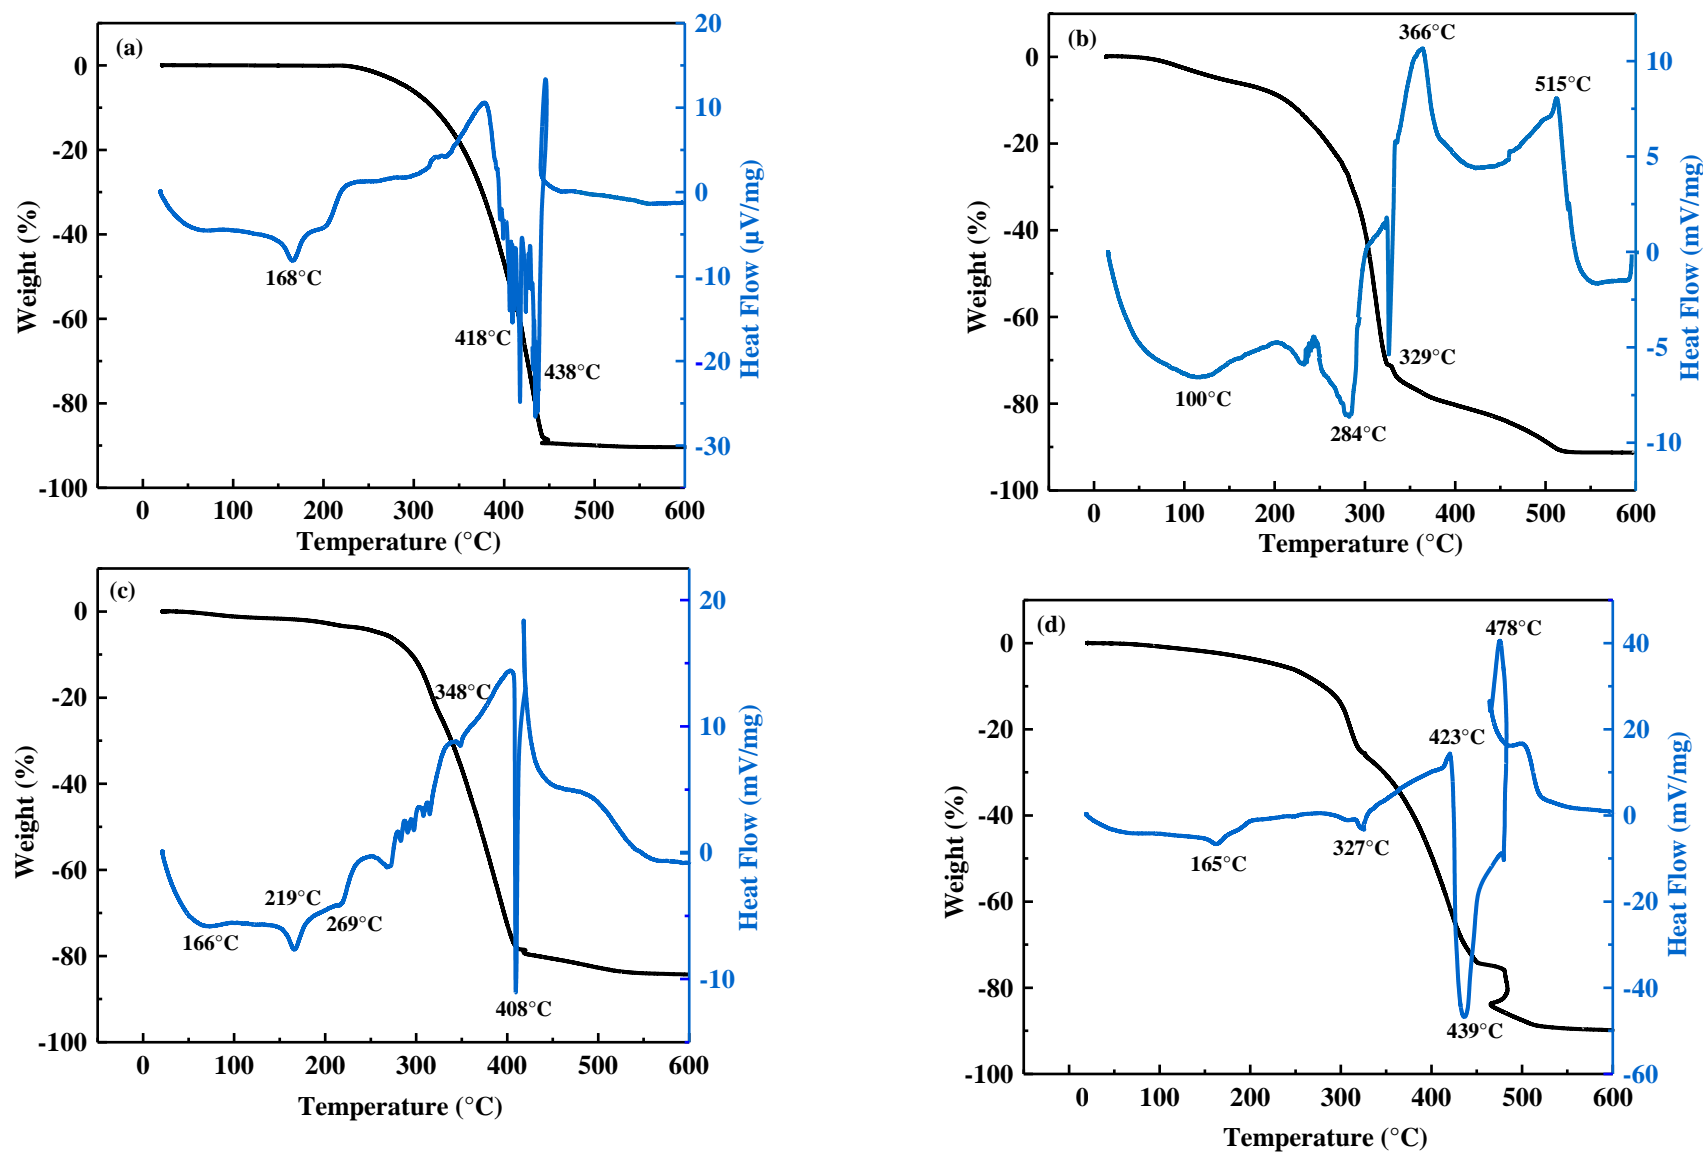 (a)
20
10
0
-10
-20
-30
Heat Flow (µV/mg)
0
-20
-40
-60
-80
-100
Weight (%)
168°C
418°C
438°C
0 100 200 300 400 500 600
Temperature (°C)
(b)
366°C
515°C
10
5
0
-5
-10
Heat Flow (mV/mg)
0
-20
-40
-60
-80
-100
Weight (%)
100°C
284°C
329°C
0 100 200 300 400 500 600
Temperature (°C)
(c)
20
10
0
-10
Heat Flow (mV/mg)
0
-20
-40
-60
-80
-100
Weight (%)
348°C
219°C
269°C
166°C
408°C
0 100 200 300 400 500 600
Temperature (°C)
(d)
478°C
423°C
40
20
0
-20
-40
-60
Heat Flow (mV/mg)
0
-20
-40
-60
-80
-100
Weight (%)
165°C
327°C
439°C
0 100 200 300 400 500 600
Temperature (°C)